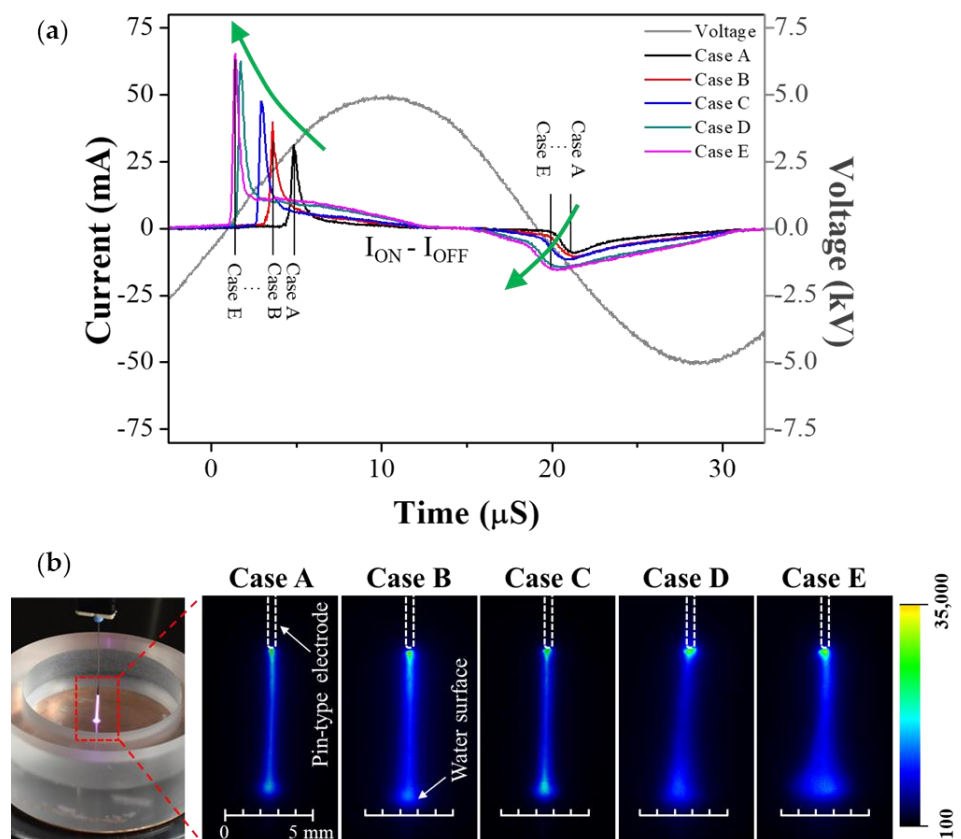 (a)
75
50
25
0
-25
-50
-75
Current (mA)
7.5
5.0
2.5
0.0
-2.5
-5.0
-7.5
Voltage (kV)
Voltage
Case A
Case B
Case C
Case D
Case E
Case E ... Case A
I_ON - I_OFF
Case E ... Case B Case A
0 10 20 30
Time (μS)
(b)
Case A Case B Case C Case D Case E
Pin-type electrode
Water surface
0 5 mm
35,000
100